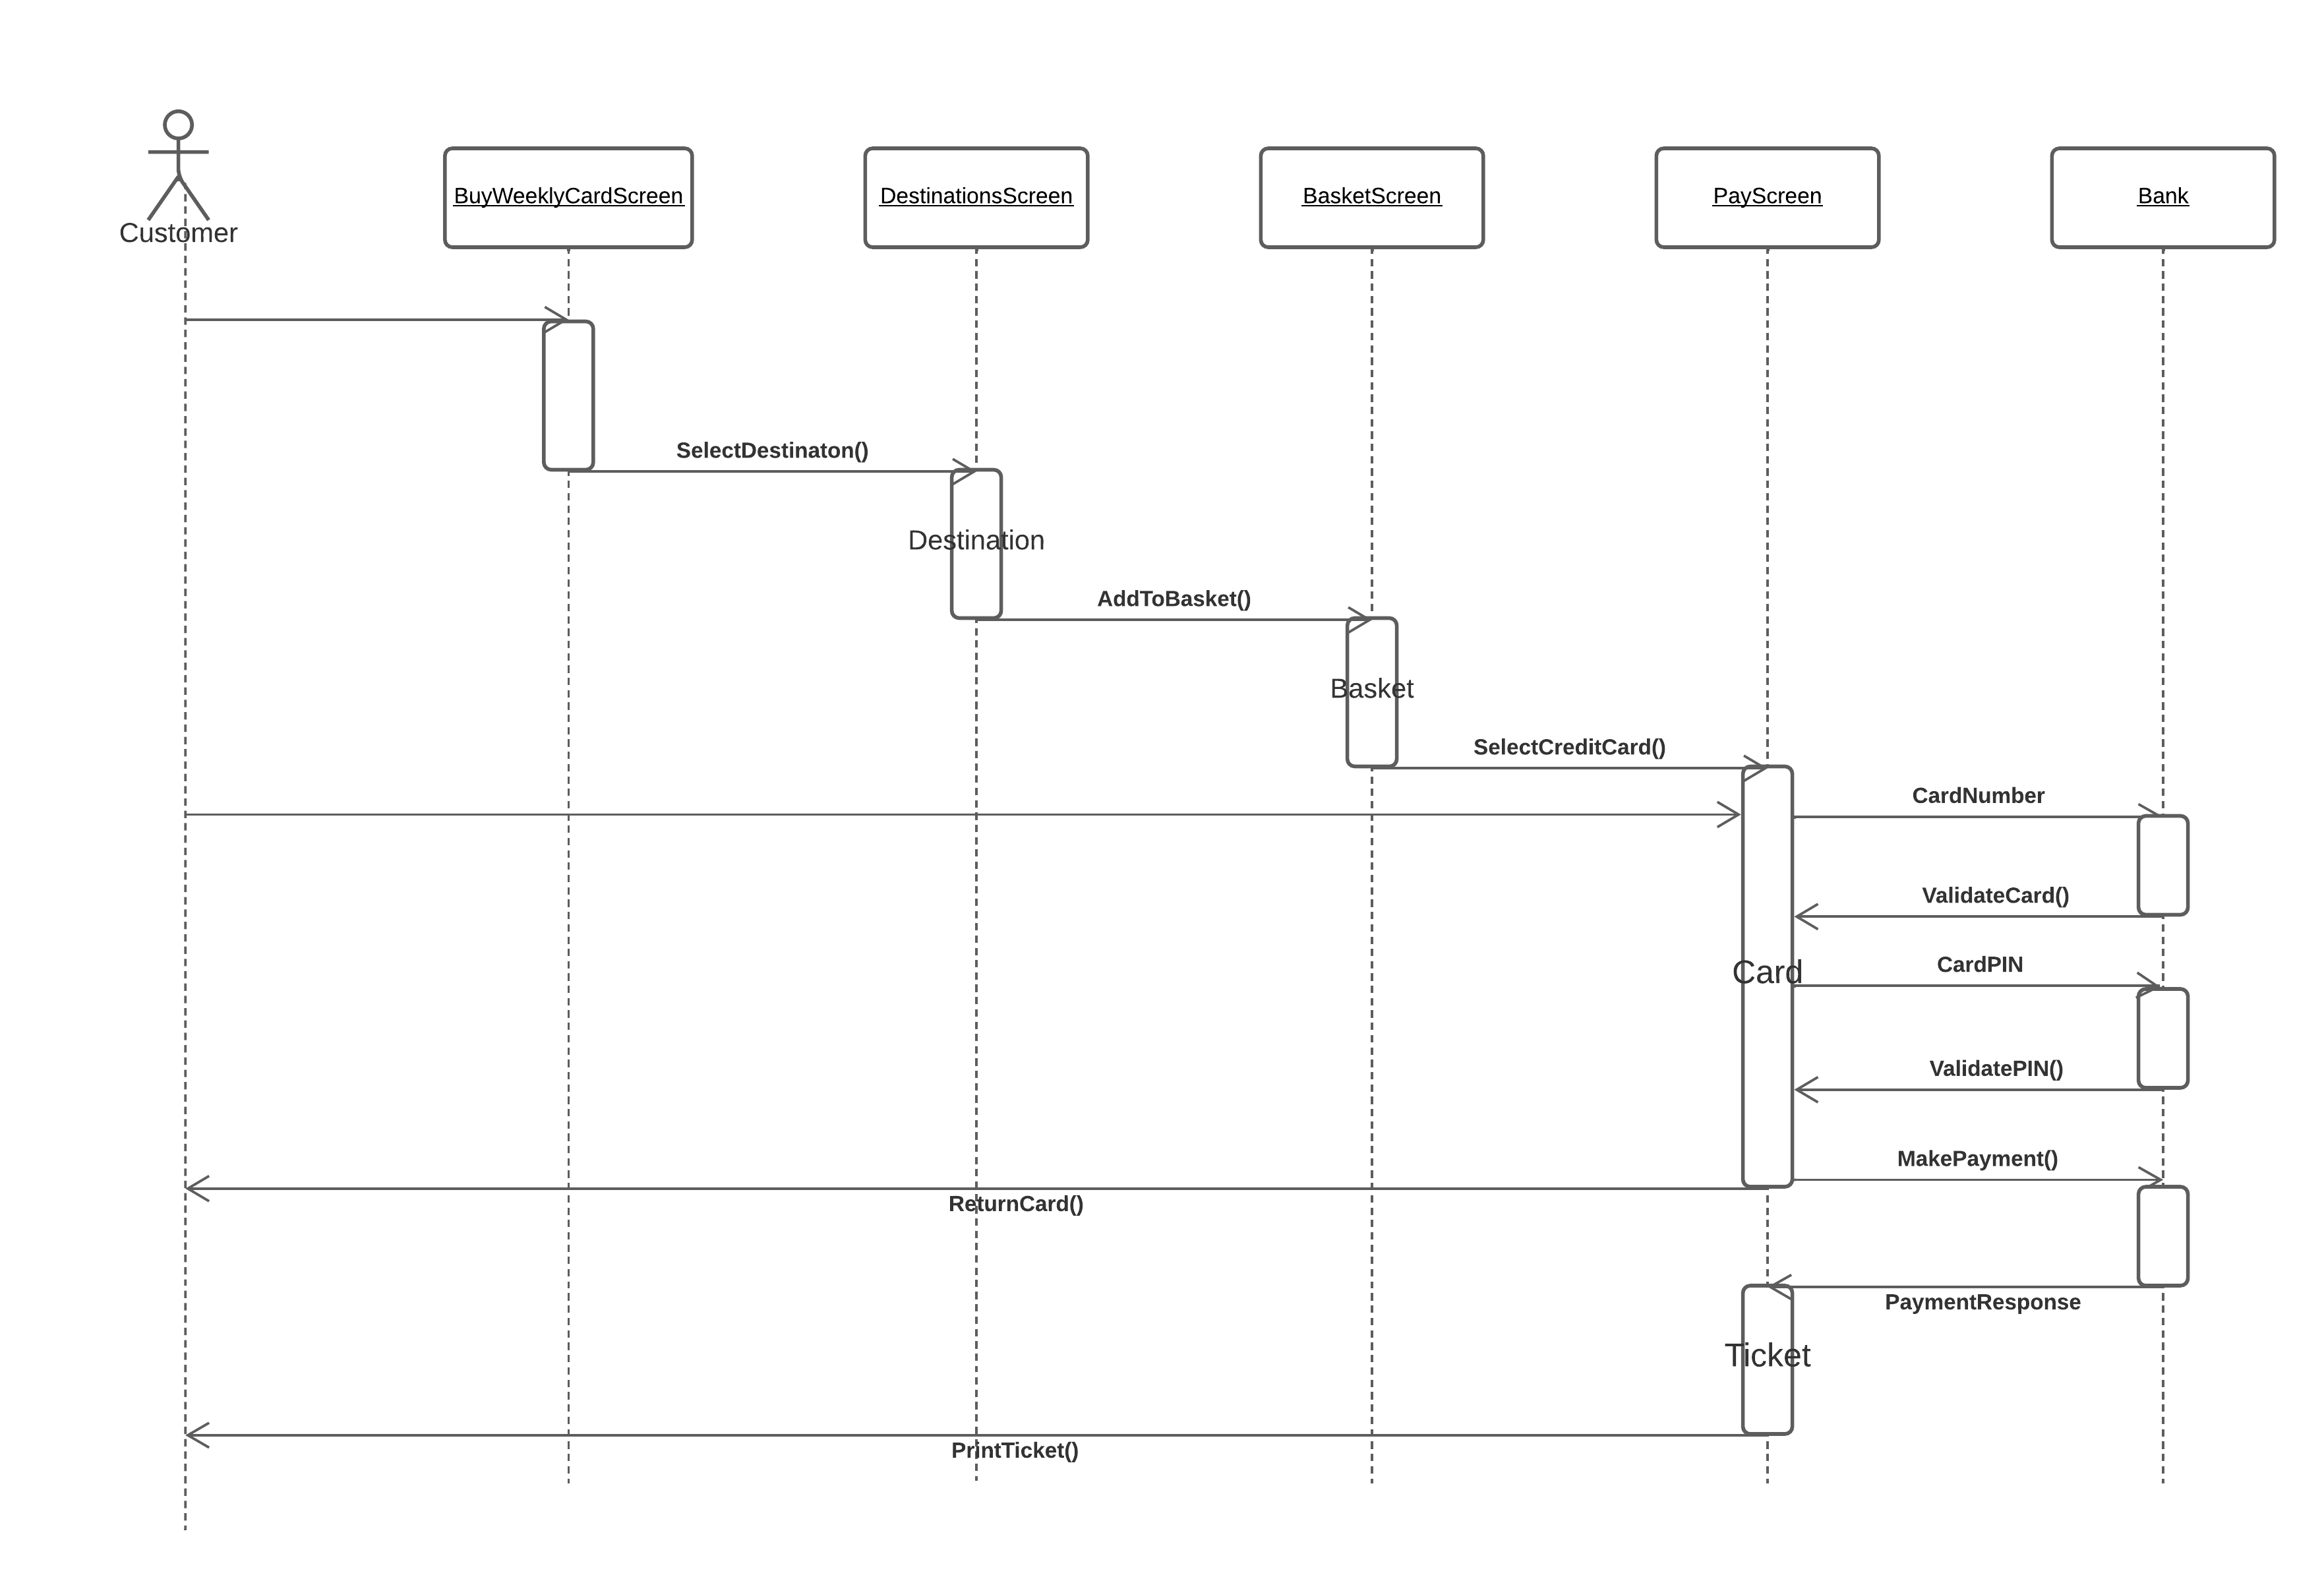 Customer
BuyWeeklyCardScreen
DestinationsScreen
BasketScreen
PayScreen
Bank
SelectDestinaton()
Destination
AddToBasket()
Basket
SelectCreditCard()
CardNumber
ValidateCard()
CardPIN
Card
ValidatePIN()
MakePayment()
ReturnCard()
PaymentResponse
Ticket
PrintTicket()